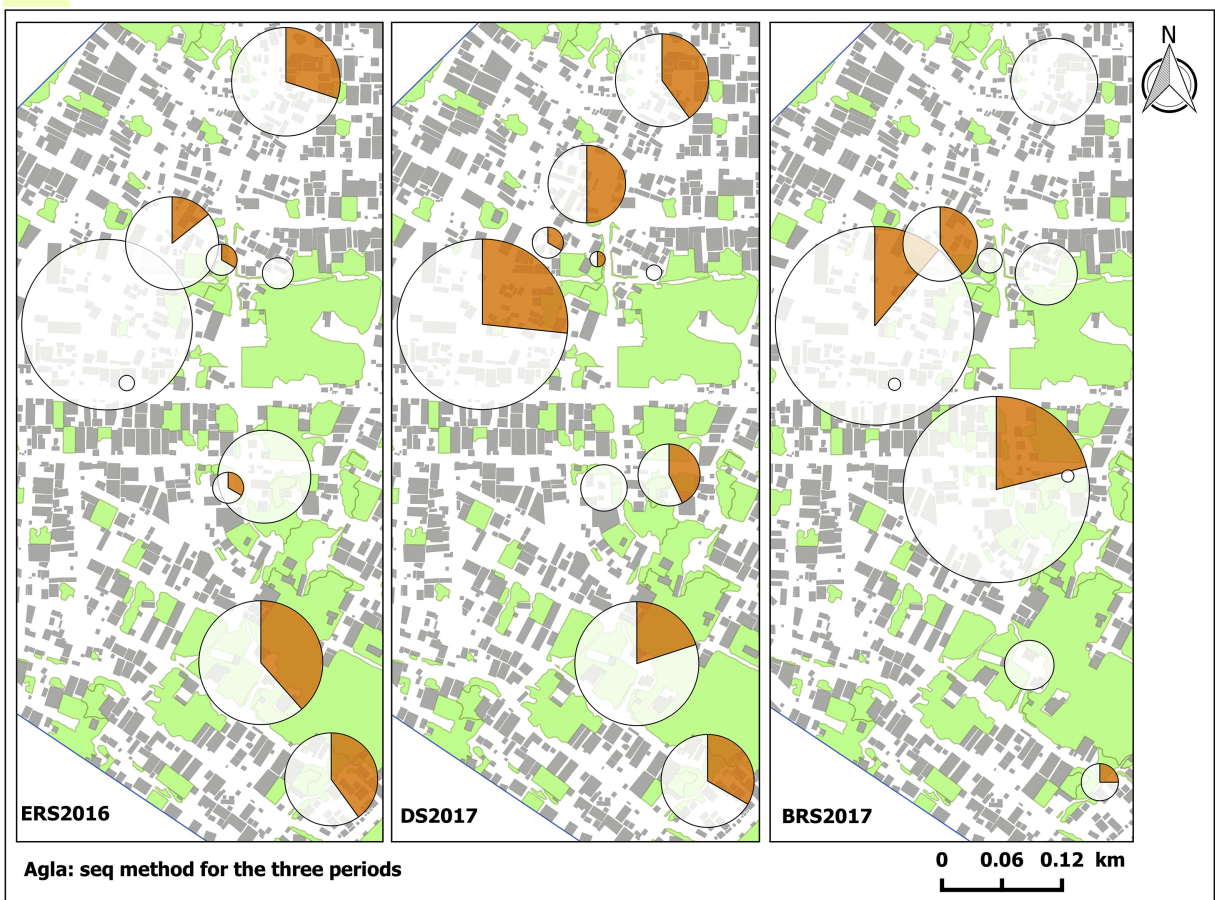 N
ERS2016
DS2017
BRS2017
Agla: seq method for the three periods
0 0.06 0.12 km